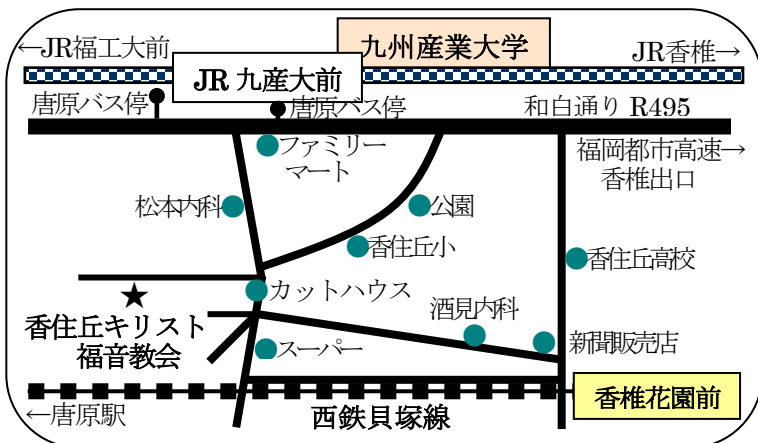 ←JR福工大前
九州産業大学
JR香椎→
JR 九産大前
唐原バス停
唐原バス停
和白通り R495
ファミリー
マート
福岡都市高速→
香椎出口
松本内科
公園
香住丘小
香住丘高校
カットハウス
香住丘キリスト
福音教会
酒見内科
スーパー
新聞販売店
香椎花園前
←唐原駅
西鉄貝塚線